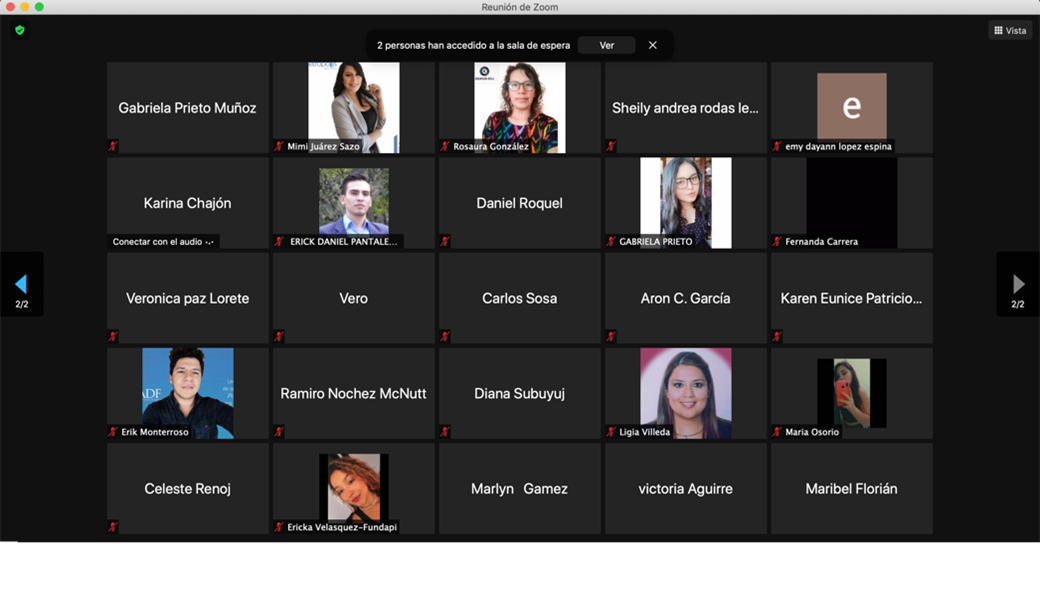 Reunión de Zoom
2 personas han accedido a la sala de espera Ver
Vista
Gabriela Prieto Muñoz
Mimi Juárez Sazo
Rosaura González
Sheily andrea rodas le...
e
emy dayann lopez espina
Karina Chajón
Conectar con el audio
ERICK DANIEL PANTALE...
Daniel Roquel
GABRIELA PRIETO
Fernanda Carrera
2/2
2/2
Veronica paz Lorete
Vero
Carlos Sosa
Aron C. García
Karen Eunice Patricio...
Erik Monterroso
Ramiro Nochez McNutt
Diana Subuyuj
Ligia Villeda
Maria Osorio
Celeste Renoj
Ericka Velasquez-Fundapi
Marlyn Gamez
victoria Aguirre
Maribel Florián